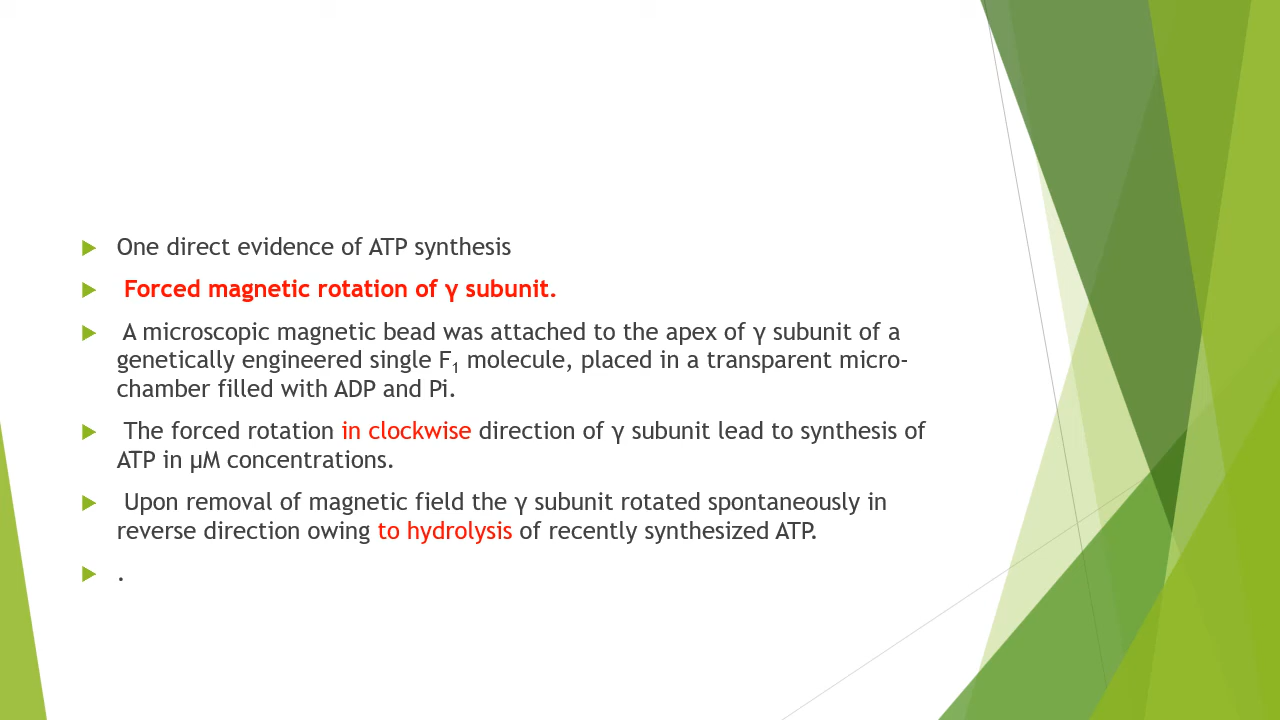 One direct evidence of ATP synthesis
Forced magnetic rotation of γ subunit.
A microscopic magnetic bead was attached to the apex of γ subunit of a
genetically engineered single F₁ molecule, placed in a transparent micro-
chamber filled with ADP and Pi.
The forced rotation in clockwise direction of γ subunit lead to synthesis of
ATP in µM concentrations.
Upon removal of magnetic field the γ subunit rotated spontaneously in
reverse direction owing to hydrolysis of recently synthesized ATP.
.